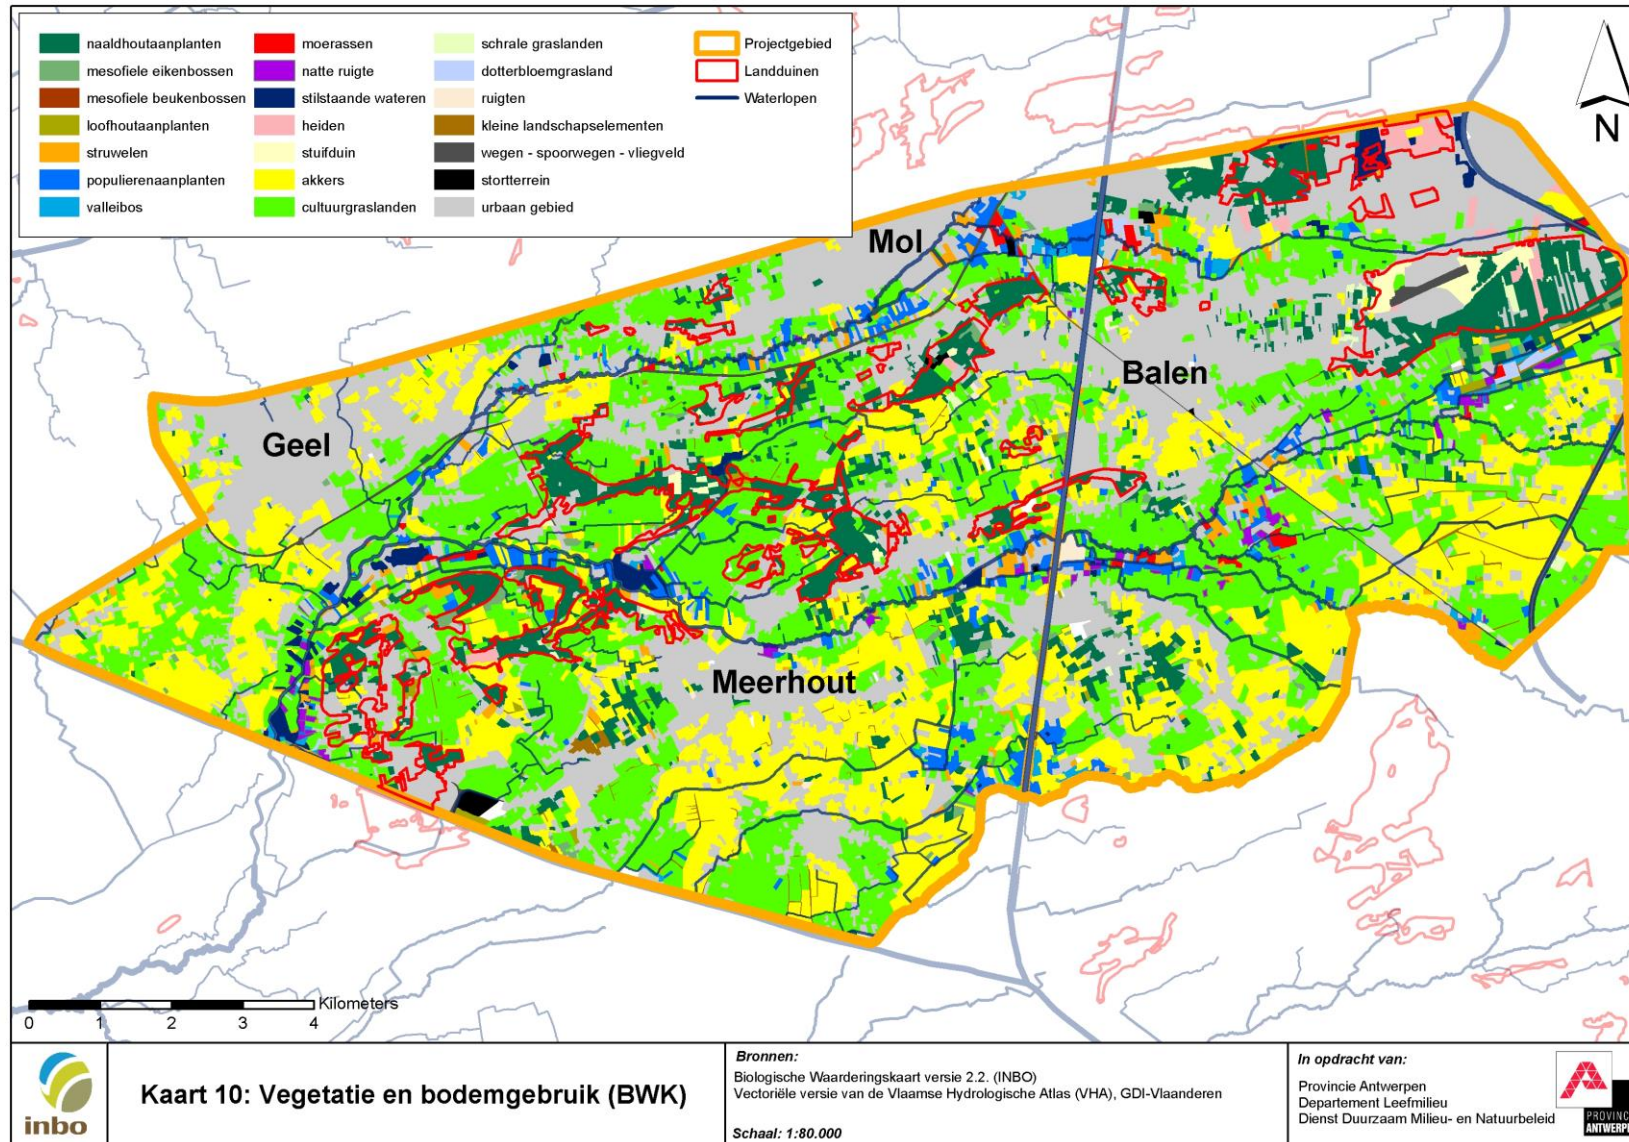 naaldhoutaanplanten
mesofiele eikenbossen
mesofiele beukenbossen
loofhoutaanplanten
struwelen
populierenaanplanten
valleibos
moerassen
natte ruigte
stilstaande wateren
heiden
stuifduin
akkers
cultuurgraslanden
schrale graslanden
dotterbloemgrasland
ruigten
kleine landschapselementen
wegen - spoorwegen - vliegveld
stortterrein
urbaan gebied
Projectgebied
Landduinen
Waterlopen
N
Mol
Balen
Geel
Meerhout
Kilometers
0 1 2 3 4
inbo
Kaart 10: Vegetatie en bodemgebruik (BWK)
Bronnen:
Biologische Waarderingskaart versie 2.2. (INBO)
Vectoriële versie van de Vlaamse Hydrologische Atlas (VHA), GDI-Vlaanderen
Schaal: 1:80.000
In opdracht van:
Provincie Antwerpen
Departement Leefmilieu
Dienst Duurzaam Milieu- en Natuurbeleid